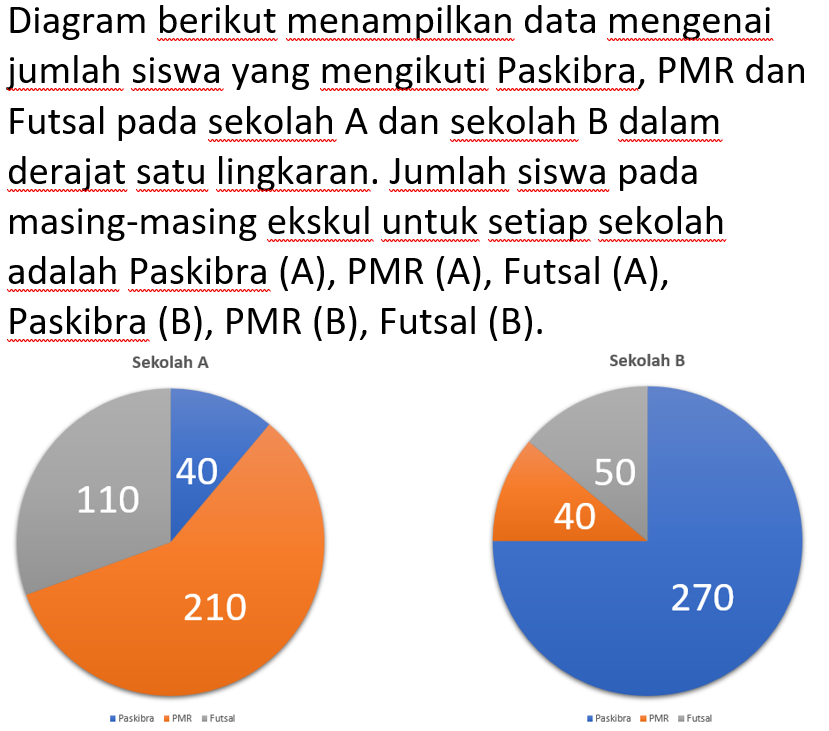 Diagram berikut menampilkan data mengenai
jumlah siswa yang mengikuti Paskibra, PMR dan
Futsal pada sekolah A dan sekolah B dalam
derajat satu lingkaran. Jumlah siswa pada
masing-masing ekskul untuk setiap sekolah
adalah Paskibra (A), PMR (A), Futsal (A),
Paskibra (B), PMR (B), Futsal (B).
Sekolah A
40
110
210
Paskibra PMR Futsal
Sekolah B
50
40
270
Paskibra PMR Futsal